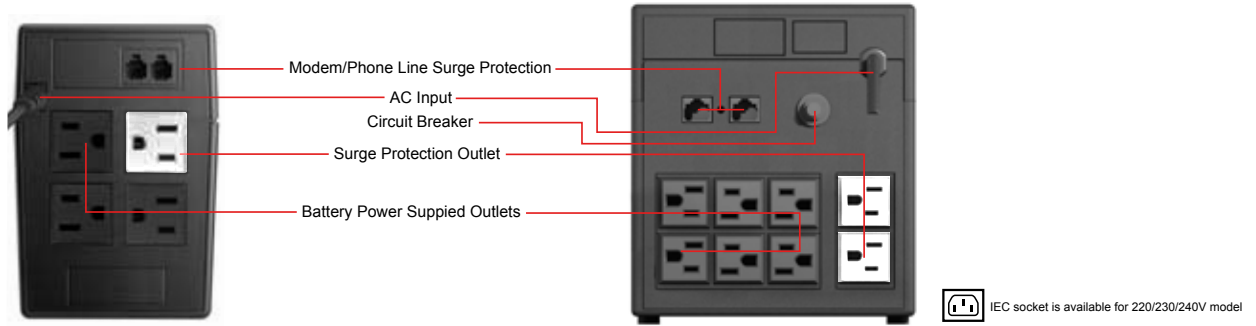 Modem/Phone Line Surge Protection
AC Input
Circuit Breaker
Surge Protection Outlet
Battery Power Suppied Outlets
IEC socket is available for 220/230/240V model